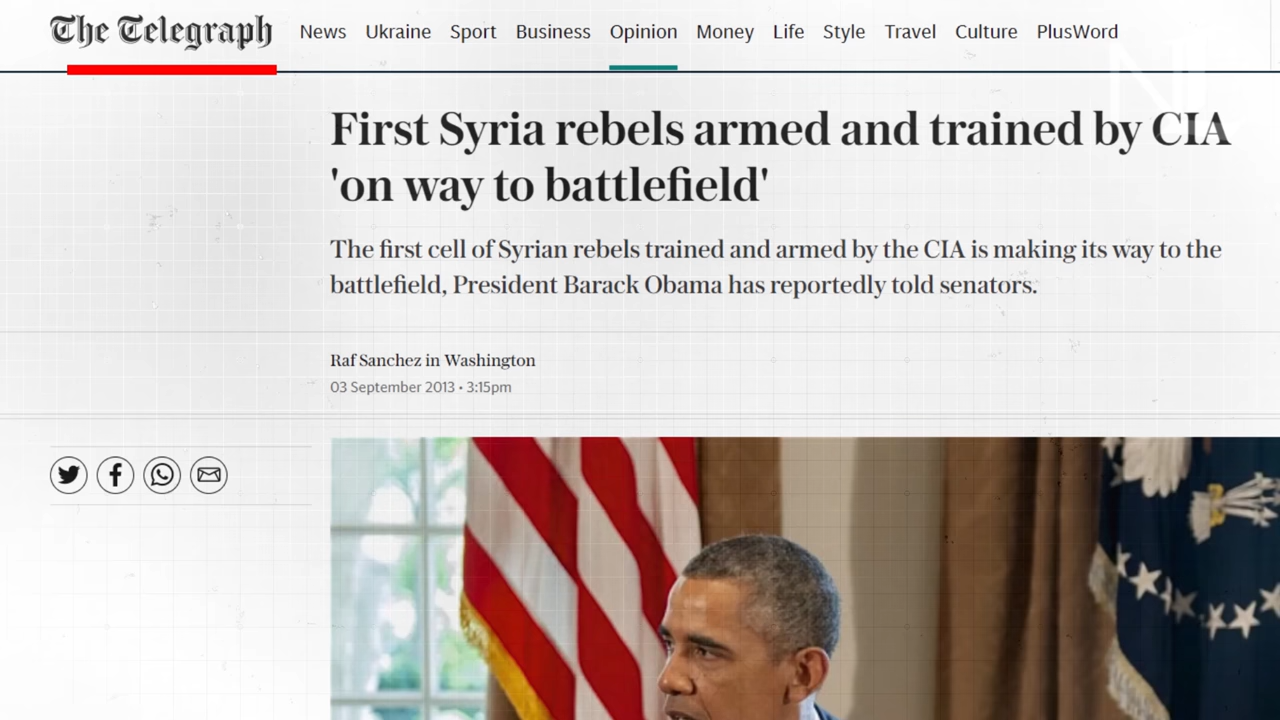 The Telegraph
News Ukraine Sport Business Opinion Money Life Style Travel Culture PlusWord
First Syria rebels armed and trained by CIA
'on way to battlefield'
The first cell of Syrian rebels trained and armed by the CIA is making its way to the
battlefield, President Barack Obama has reportedly told senators.
Raf Sanchez in Washington
03 September 2013 • 3:15pm